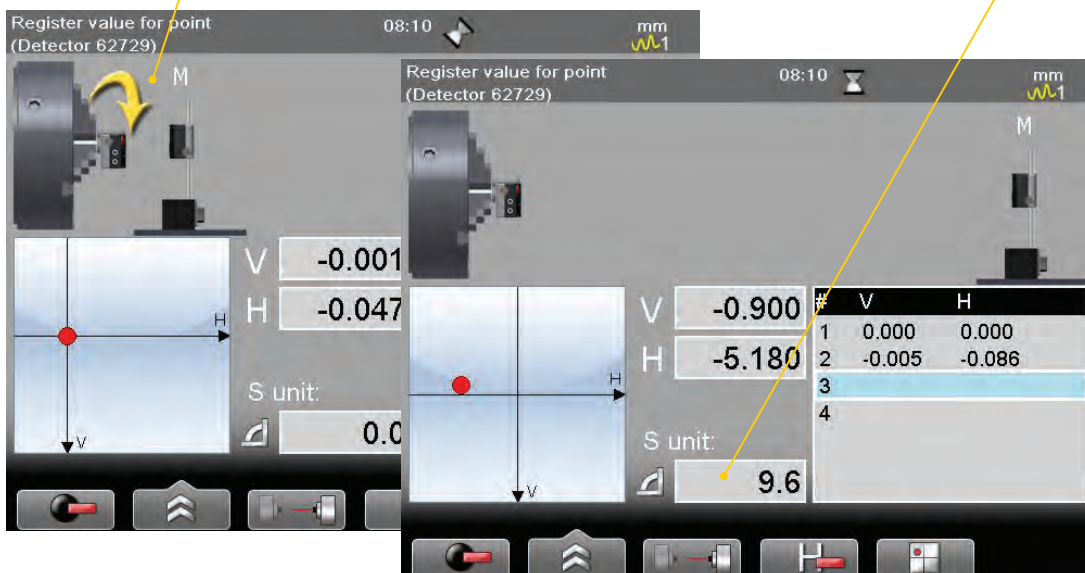 Register value for point
(Detector 62729)
08:10
mm
1
M
V
-0.001
H
-0.047
H
V
S unit:
0.0
Register value for point
(Detector 62729)
08:10
mm
1
M
V
-0.900
H
-5.180
H
V
S unit:
9.6
# V H
1 0.000 0.000
2 -0.005 -0.086
3
4
H